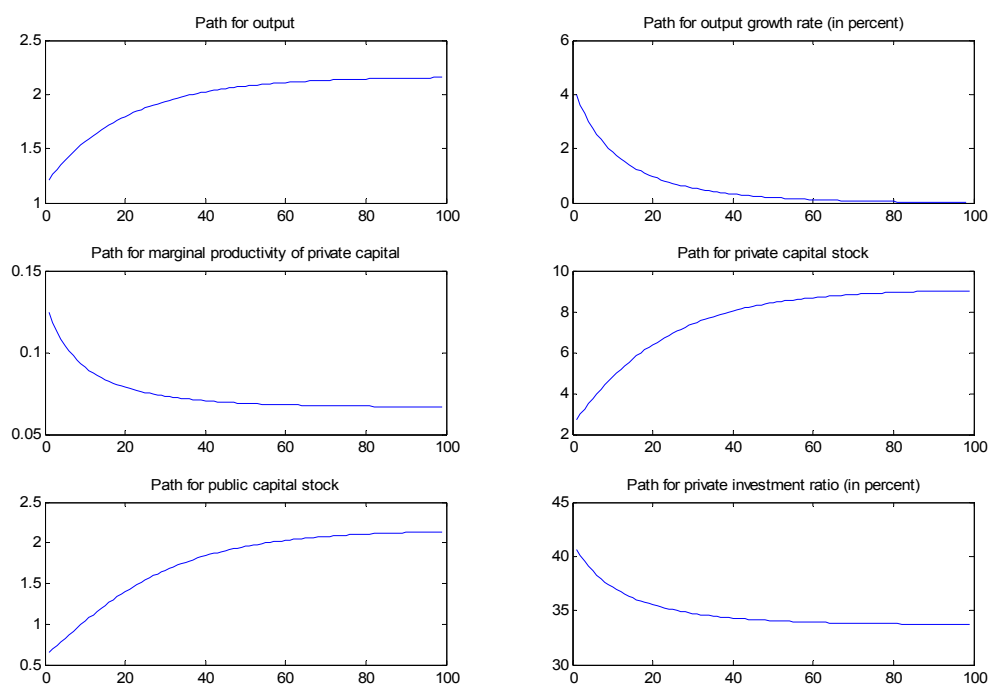 Path for output
2.5
2
1.5
1
0 20 40 60 80 100
Path for output growth rate (in percent)
6
4
2
0
0 20 40 60 80 100
Path for marginal productivity of private capital
0.15
0.1
0.05
0 20 40 60 80 100
Path for private capital stock
10
8
6
4
2
0 20 40 60 80 100
Path for public capital stock
2.5
2
1.5
1
0.5
0 20 40 60 80 100
Path for private investment ratio (in percent)
45
40
35
30
0 20 40 60 80 100